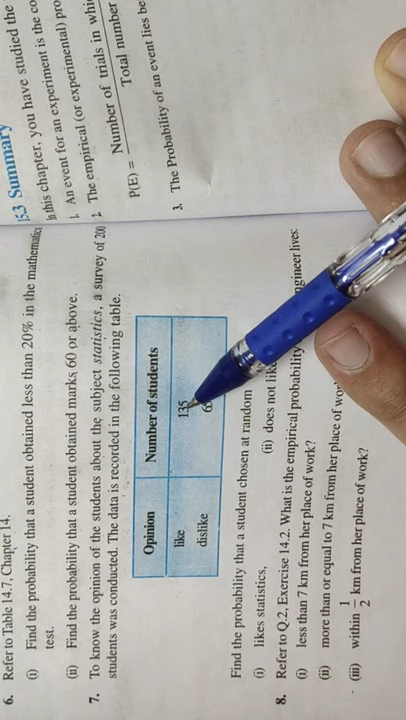 6. Refer to Table 14.7, Chapter 14.
(i) Find the probability that a student obtained less than 20% in the mathematics
test.
(ii) Find the probability that a student obtained marks 60 or above.
7. To know the opinion of the students about the subject statistics, a survey of 200
students was conducted. The data is recorded in the following table.
Opinion Number of students
like 135
dislike
Find the probability that a student chosen at random
(i) likes statistics, (ii) does not
8. Refer to Q.2, Exercise 14.2. What is the empirical probability ngineer lives:
(i) less than 7 km from her place of work?
(ii) more than or equal to 7 km from her place of
(iii) within 1/2 km from her place of work?
15.3 Summary
In this chapter, you have studied the
1. An event for an experiment is the
2. The empirical (or experimental)
P(E) = Number of trials in
Total number
3. The Probability of an event lies